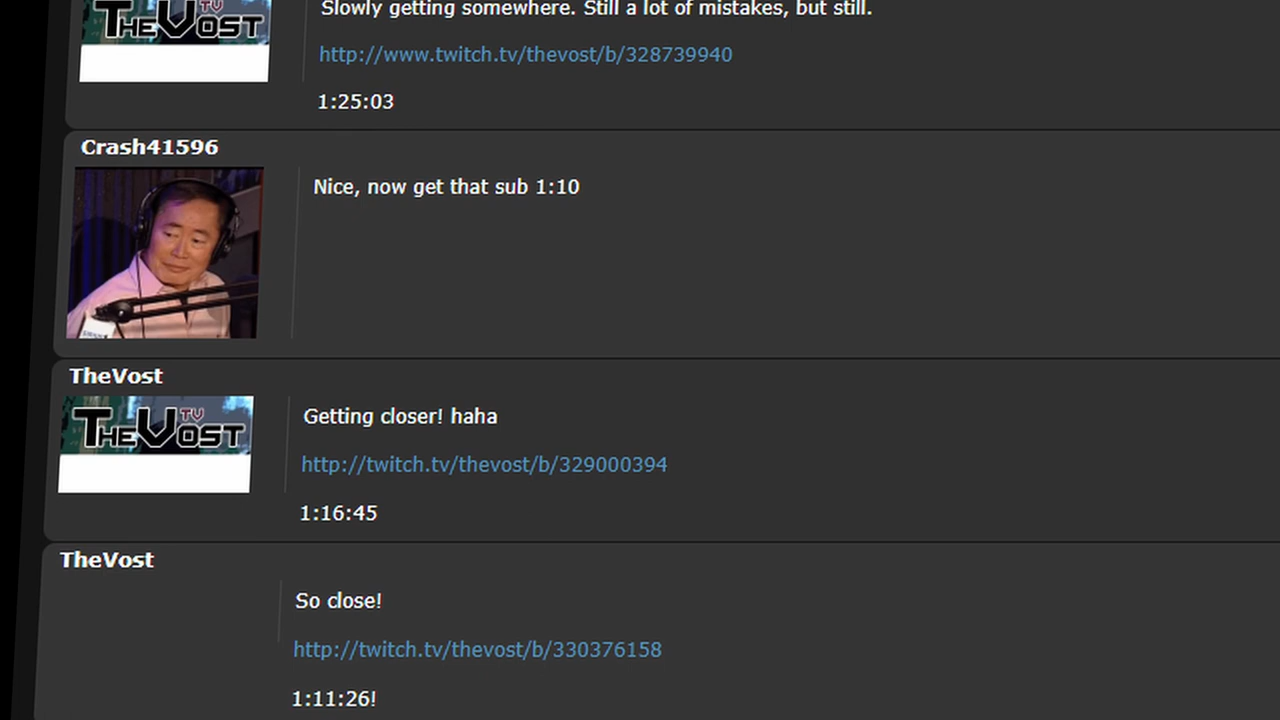 THEVOST TV
Slowly getting somewhere. Still a lot of mistakes, but still.
http://www.twitch.tv/thevost/b/328739940
1:25:03
Crash41596
Nice, now get that sub 1:10
TheVost
THEVOST TV
Getting closer! haha
http://twitch.tv/thevost/b/329000394
1:16:45
TheVost
So close!
http://twitch.tv/thevost/b/330376158
1:11:26!